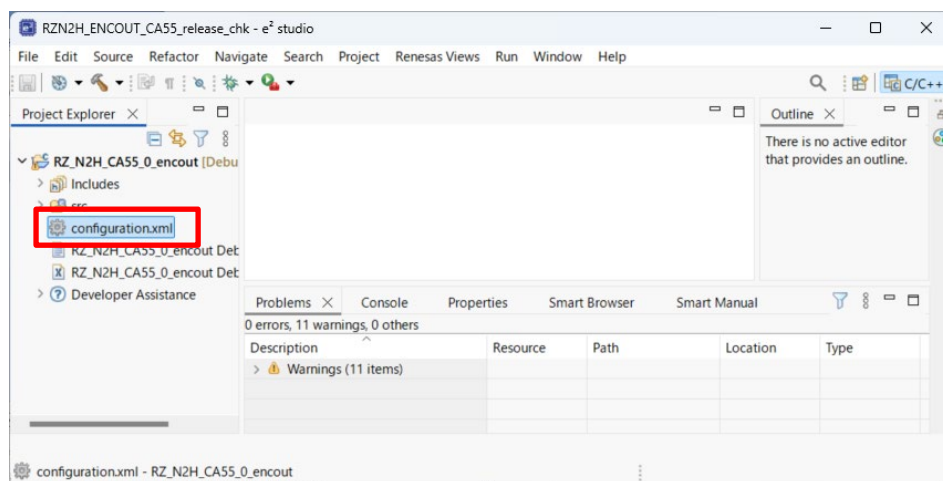 RZN2H_ENCOUT_CA55_release_chk - e² studio
File Edit Source Refactor Navigate Search Project Renesas Views Run Window Help
C/C++
Project Explorer
Outline
There is no active editor
that provides an outline.
RZ_N2H_CA55_0_encout [Debu
Includes
src
configuration.xml
RZ_N2H_CA55_0_encout Det
RZ_N2H_CA55_0_encout Det
Developer Assistance
Problems Console Properties Smart Browser Smart Manual
0 errors, 11 warnings, 0 others
Description Resource Path Location Type
Warnings (11 items)
configuration.xml - RZ_N2H_CA55_0_encout